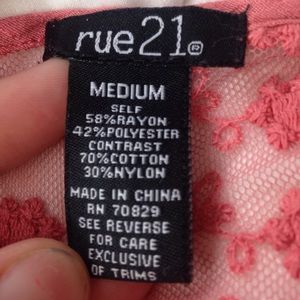 rue21®
MEDIUM
SELF
58%RAYON
42%POLYESTER
CONTRAST
70%COTTON
30%NYLON
MADE IN CHINA
RN 70829
SEE REVERSE
FOR CARE
EXCLUSIVE
OF TRIMS